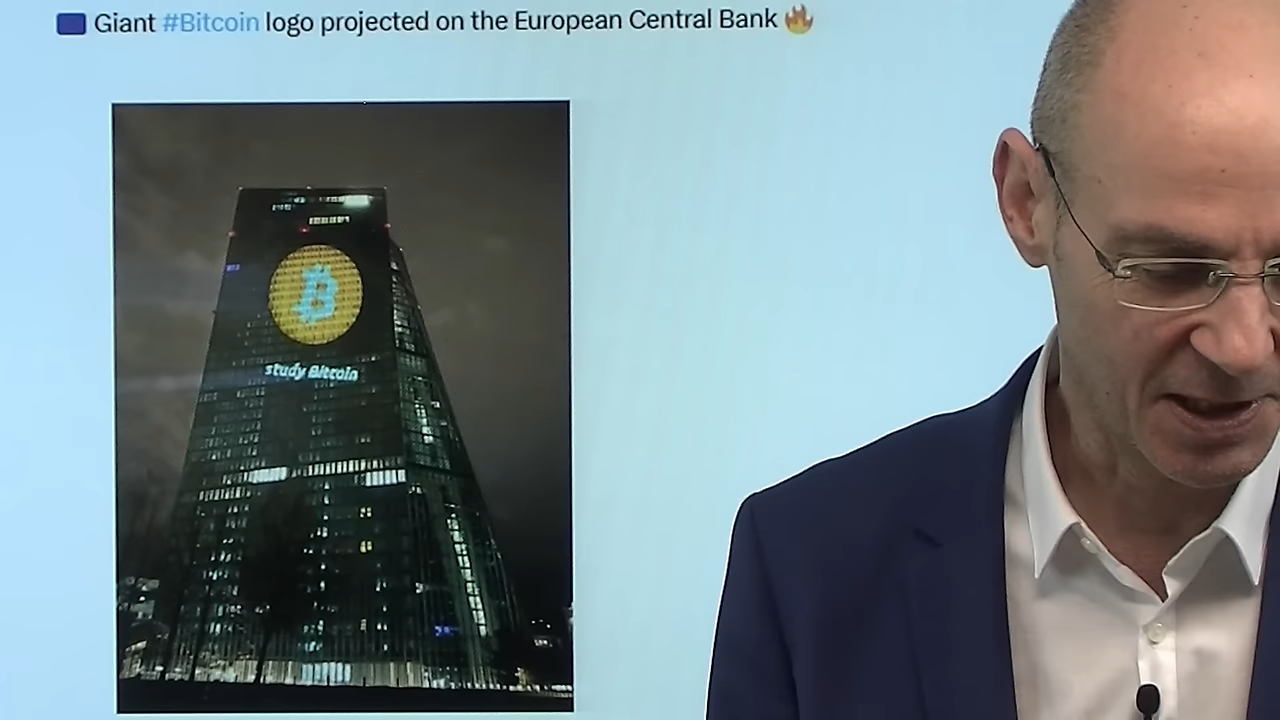 Giant #Bitcoin logo projected on the European Central Bank 🔥
study Bitcoin